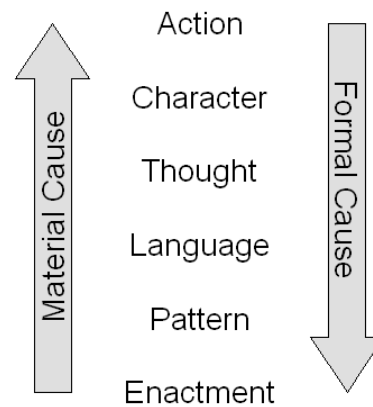 Action
Character
Thought
Language
Pattern
Enactment
Material Cause
Formal Cause